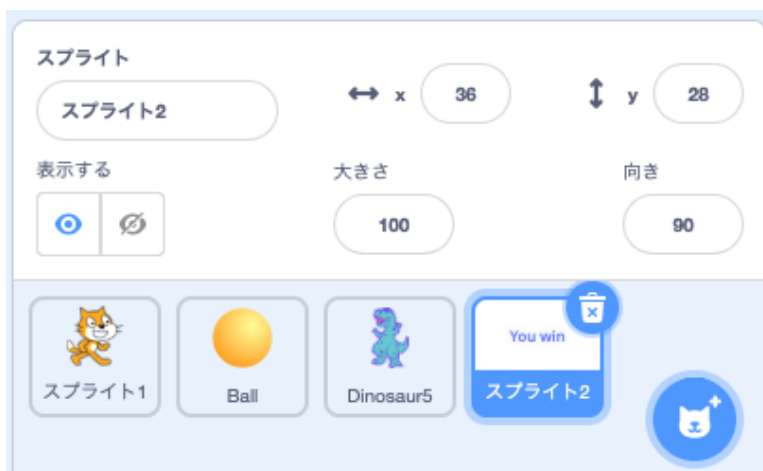 スプライト
スプライト2
x
36
y
28
表示する
大きさ
向き
100
90
You win
スプライト1
Ball
Dinosaur5
スプライト2